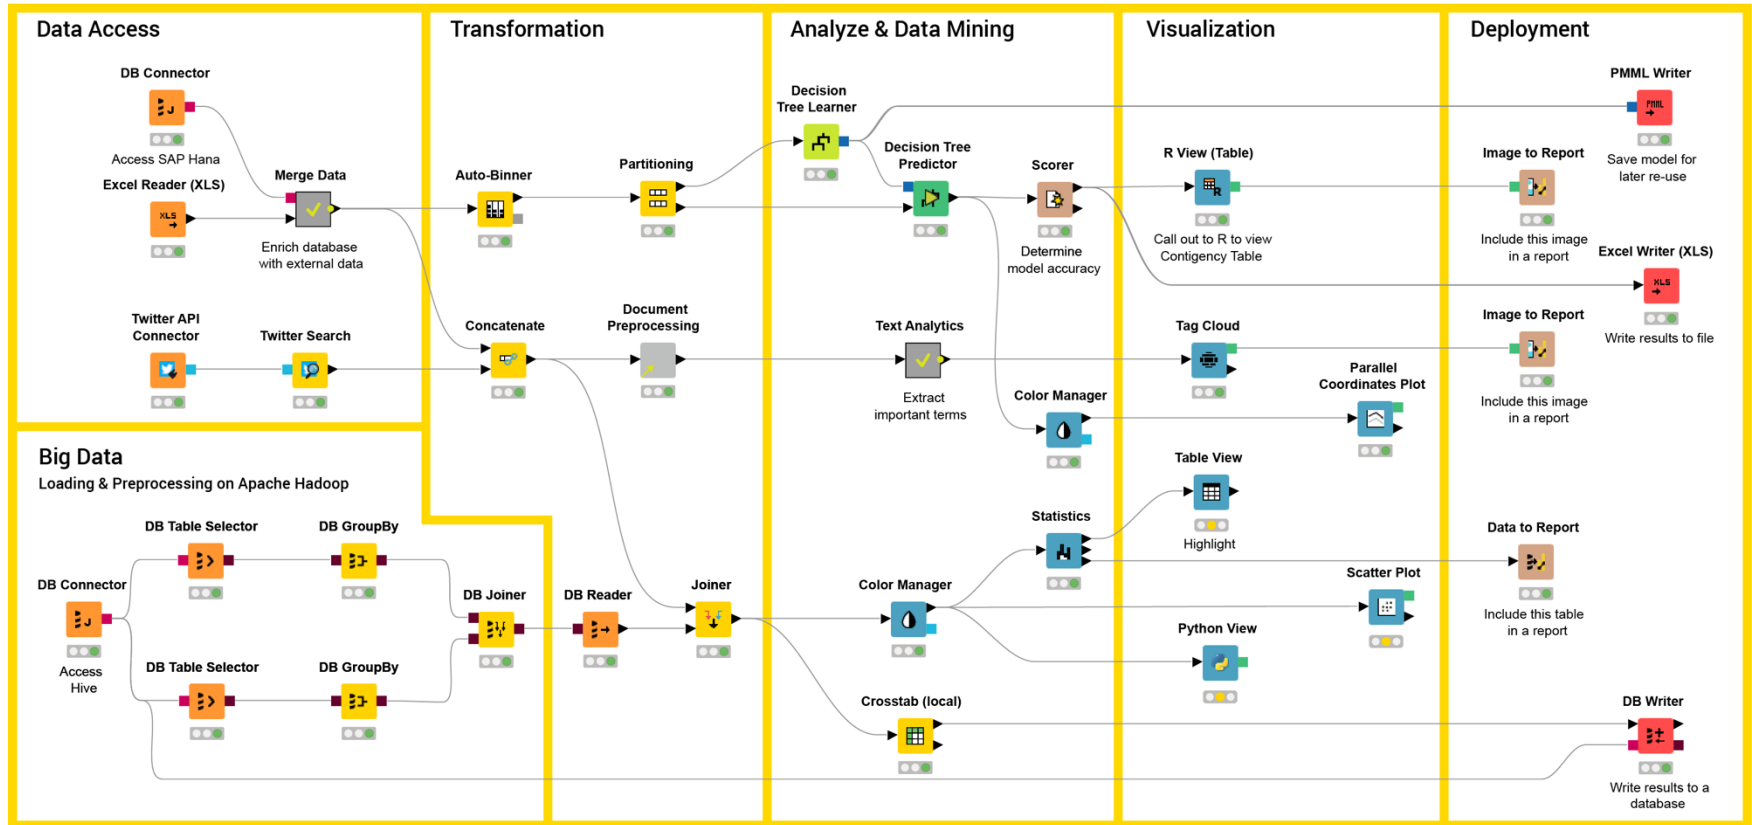 Data Access
Transformation
Analyze & Data Mining
Visualization
Deployment
DB Connector
Access SAP Hana
Excel Reader (XLS)
XLS
Merge Data
Enrich database
with external data
Twitter API
Connector
Twitter Search
Auto-Binner
Partitioning
Concatenate
Document
Preprocessing
Decision
Tree Learner
Decision Tree
Predictor
Scorer
Determine
model accuracy
Text Analytics
Extract
important terms
Color Manager
R View (Table)
R
Call out to R to view
Contigency Table
Tag Cloud
Parallel
Coordinates Plot
Table View
Highlight
PMML Writer
PMML
Save model for
later re-use
Image to Report
Include this image
in a report
Excel Writer (XLS)
XLS
Write results to file
Image to Report
Include this image
in a report
Big Data
Loading & Preprocessing on Apache Hadoop
DB Table Selector
DB GroupBy
DB Connector
Access
Hive
DB Table Selector
DB GroupBy
DB Joiner
DB Reader
Joiner
Color Manager
Statistics
Crosstab (local)
Scatter Plot
Python View
Data to Report
Include this table
in a report
DB Writer
Write results to a
database